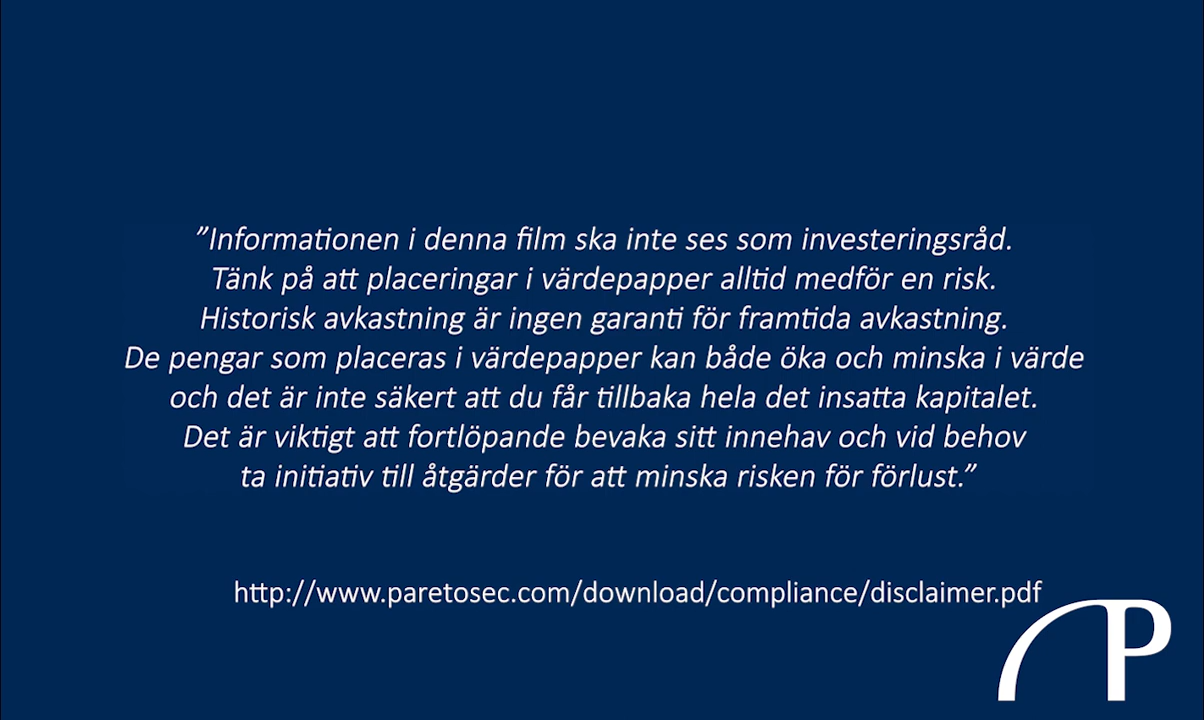 ”Informationen i denna film ska inte ses som investeringsråd.
Tänk på att placeringar i värdepapper alltid medför en risk.
Historisk avkastning är ingen garanti för framtida avkastning.
De pengar som placeras i värdepapper kan både öka och minska i värde
och det är inte säkert att du får tillbaka hela det insatta kapitalet.
Det är viktigt att fortlöpande bevaka sitt innehav och vid behov
ta initiativ till åtgärder för att minska risken för förlust.”
http://www.paretosec.com/download/compliance/disclaimer.pdf
P